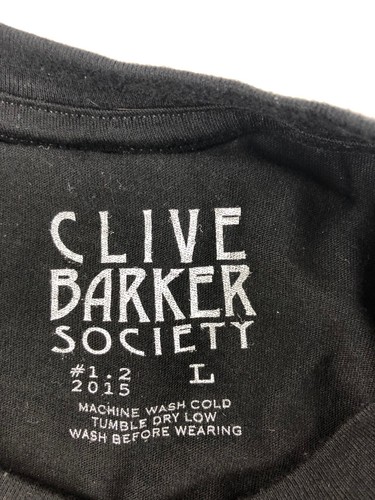 CLIVE
BARKER
SOCIETY
#1.2 L
2015
MACHINE WASH COLD
TUMBLE DRY LOW
WASH BEFORE WEARING